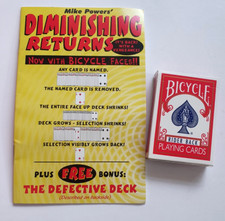 Mike Powers'
DIMINISHING
RETURNS
NOW WITH BICYCLE FACES!!
ANY CARD IS NAMED.
THE NAMED CARD IS REMOVED.
THE ENTIRE FACE UP DECK SHRINKS!
DECK GROWS - SELECTION SHRINKS!
SELECTION VISIBLY GROWS BACK!
PLUS FREE BONUS:
THE DEFECTIVE DECK
BICYCLE
RIDER BACK
PLAYING CARDS